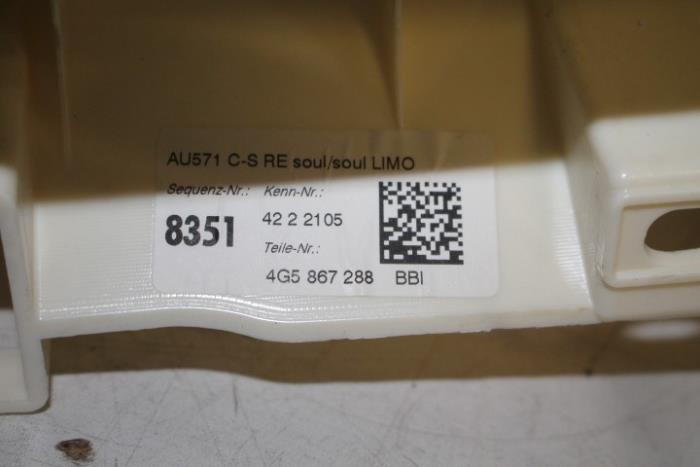 AU571 C-S RE soul/soul LIMO
Sequenz-Nr.: Kenn-Nr.:
8351 42 2 2105
Teile-Nr.:
4G5 867 288 BBI